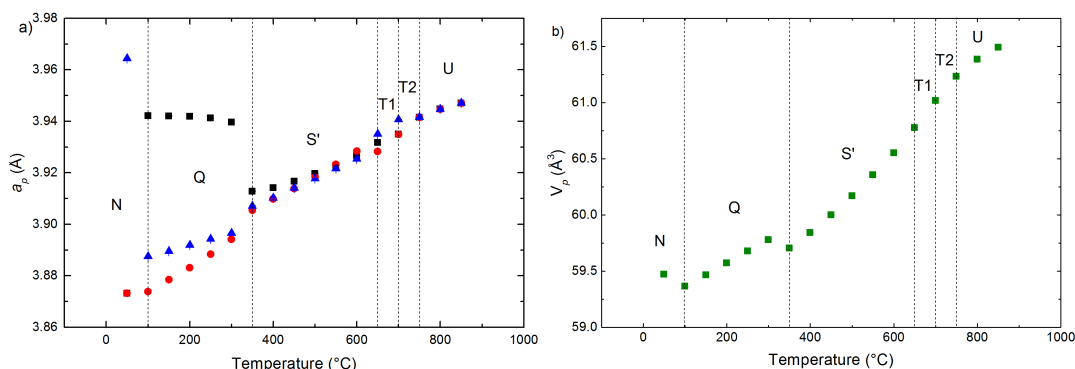 a)
3.98
3.96
3.94
3.92
3.90
3.88
3.86
a_p (Å)
N
Q
S'
T1
T2
U
0
200
400
600
800
1000
Temperature (°C)
b)
61.5
61.0
60.5
60.0
59.5
59.0
V_p (Å³)
N
Q
S'
T1
T2
U
0
200
400
600
800
1000
Temperature (°C)